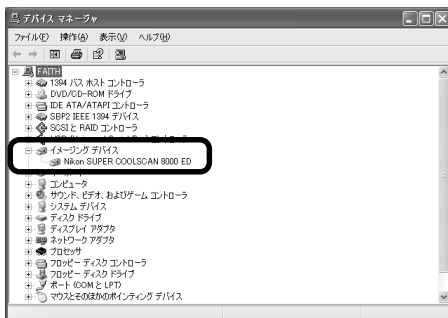 デバイス マネージャ
ファイル(F) 操作(A) 表示(V) ヘルプ(H)
FAITH
1394 バス ホスト コントローラ
DVD/CD-ROM ドライブ
IDE ATA/ATAPI コントローラ
SBP2 IEEE 1394 デバイス
SCSI と RAID コントローラ
イメージング デバイス
Nikon SUPER COOLSCAN 8000 ED
コンピュータ
サウンド、ビデオ、およびゲーム コントローラ
システム デバイス
ディスク ドライブ
ディスプレイ アダプタ
ネットワーク アダプタ
プロセッサ
フロッピー ディスク コントローラ
フロッピー ディスク ドライブ
ポート (COM と LPT)
マウスとそのほかのポインティング デバイス